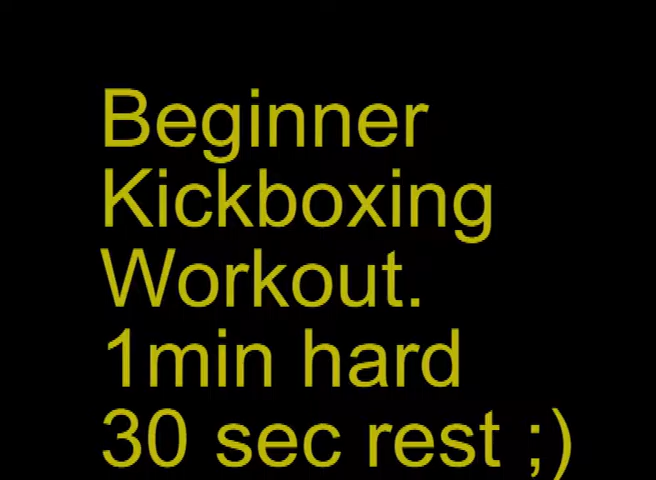 Beginner
Kickboxing
Workout.
1min hard
30 sec rest ;)